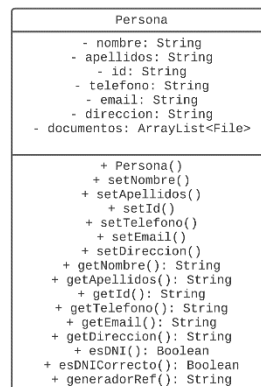 Persona
- nombre: String
- apellidos: String
- id: String
- telefono: String
- email: String
- direccion: String
- documentos: ArrayList<File>
+ Persona()
+ setNombre()
+ setApellidos()
+ setId()
+ setTelefono()
+ setEmail()
+ setDireccion()
+ getNombre(): String
+ getApellidos(): String
+ getId(): String
+ getTelefono(): String
+ getEmail(): String
+ getDireccion(): String
+ esDNI(): Boolean
+ esDNICorrecto(): Boolean
+ generadorRef(): String